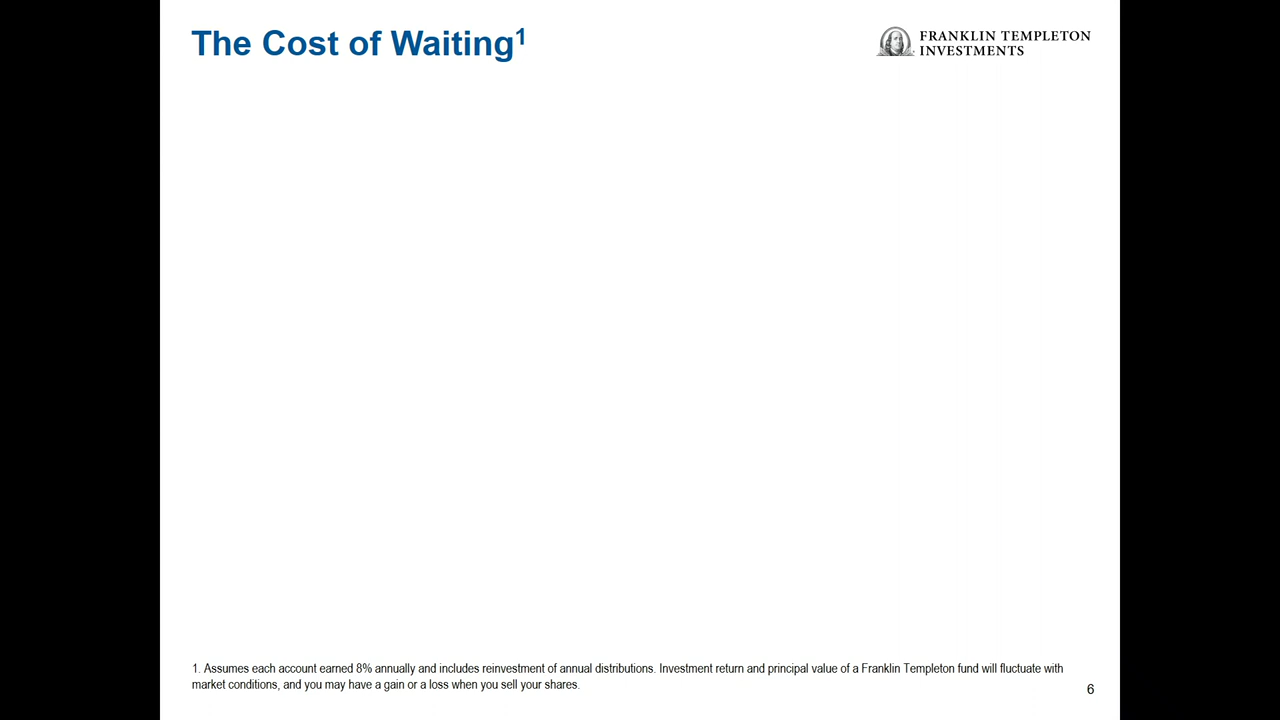 The Cost of Waiting1
FRANKLIN TEMPLETON
INVESTMENTS
1. Assumes each account earned 8% annually and includes reinvestment of annual distributions. Investment return and principal value of a Franklin Templeton fund will fluctuate with
market conditions, and you may have a gain or a loss when you sell your shares.
6